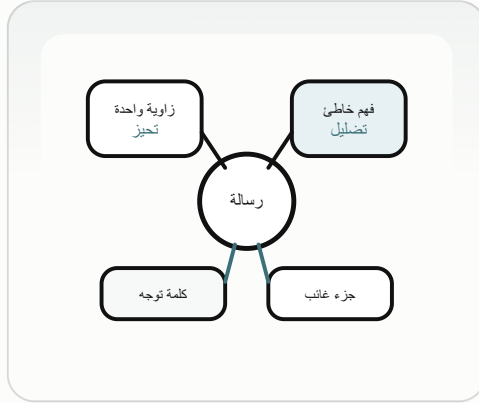 فهم خاطئ
تضليل
زاوية واحدة
تحيز
رسالة
جزء غائب
كلمة توجه